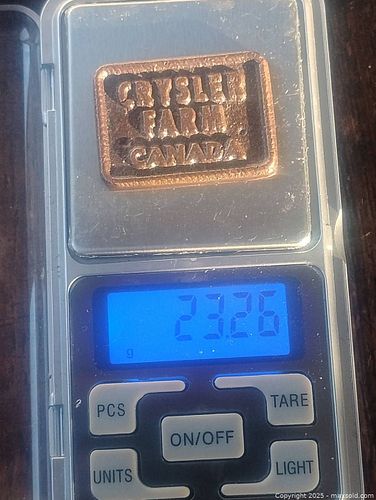 CRYSLER
FARM
CANADA
23.26
g
PCS
TARE
ON/OFF
UNITS
LIGHT
Copyright © 2025 - maxsold.com